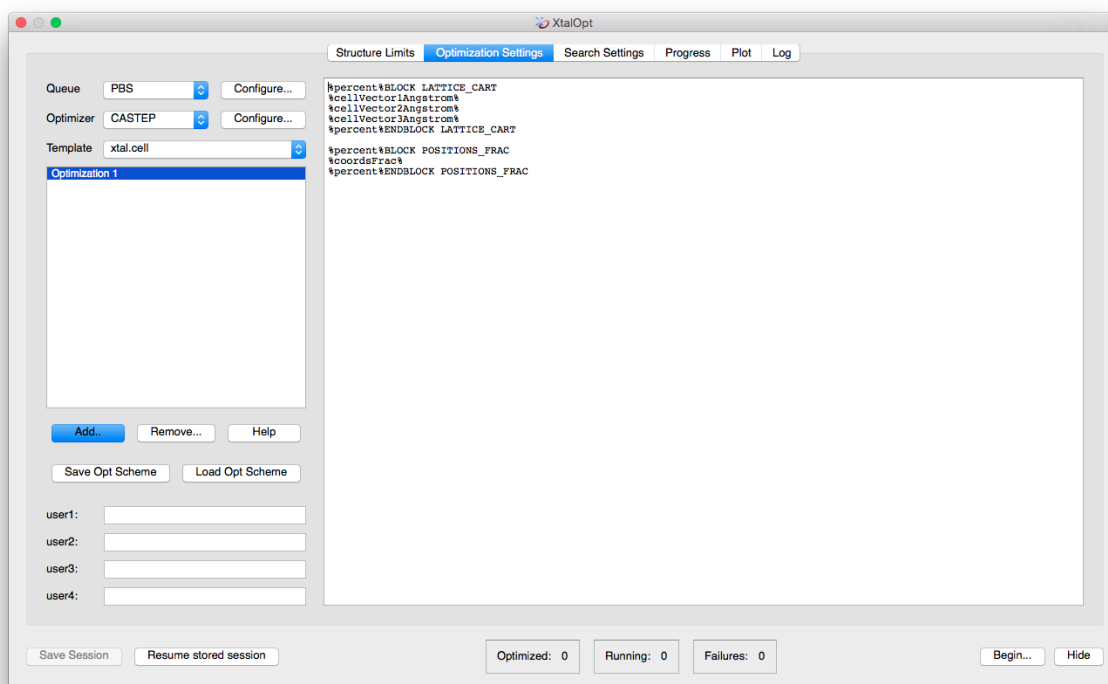 XtalOpt
Structure Limits Optimization Settings Search Settings Progress Plot Log
Queue PBS Configure...
Optimizer CASTEP Configure...
Template xtal.cell
Optimization 1
Add.. Remove... Help
Save Opt Scheme Load Opt Scheme
user1:
user2:
user3:
user4:
%percent%BLOCK LATTICE_CART
%cellVector1Angstrom%
%cellVector2Angstrom%
%cellVector3Angstrom%
%percent%ENDBLOCK LATTICE_CART
%percent%BLOCK POSITIONS_FRAC
%coordsFrac%
%percent%ENDBLOCK POSITIONS_FRAC
Save Session Resume stored session Optimized: 0 Running: 0 Failures: 0 Begin... Hide